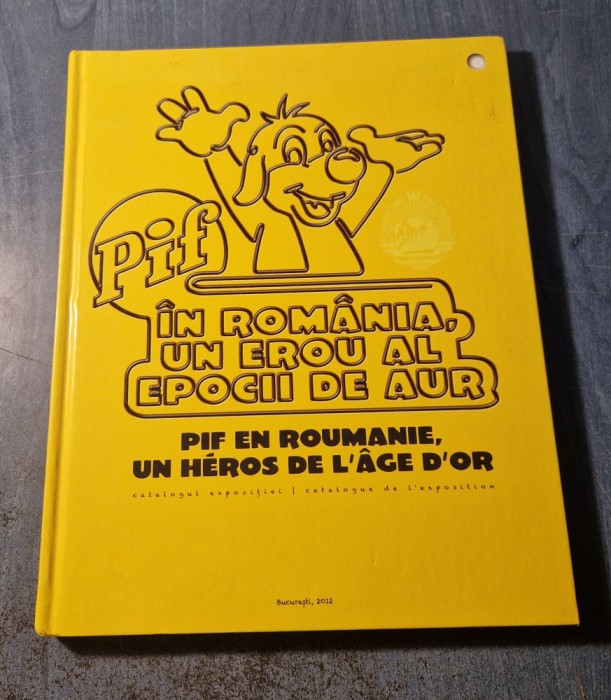 Pif
ÎN ROMÂNIA,
UN EROU AL
EPOCII DE AUR
PIF EN ROUMANIE,
UN HÉROS DE L'ÂGE D'OR
catalogul expoziției | catalogue de l'exposition
București, 2012